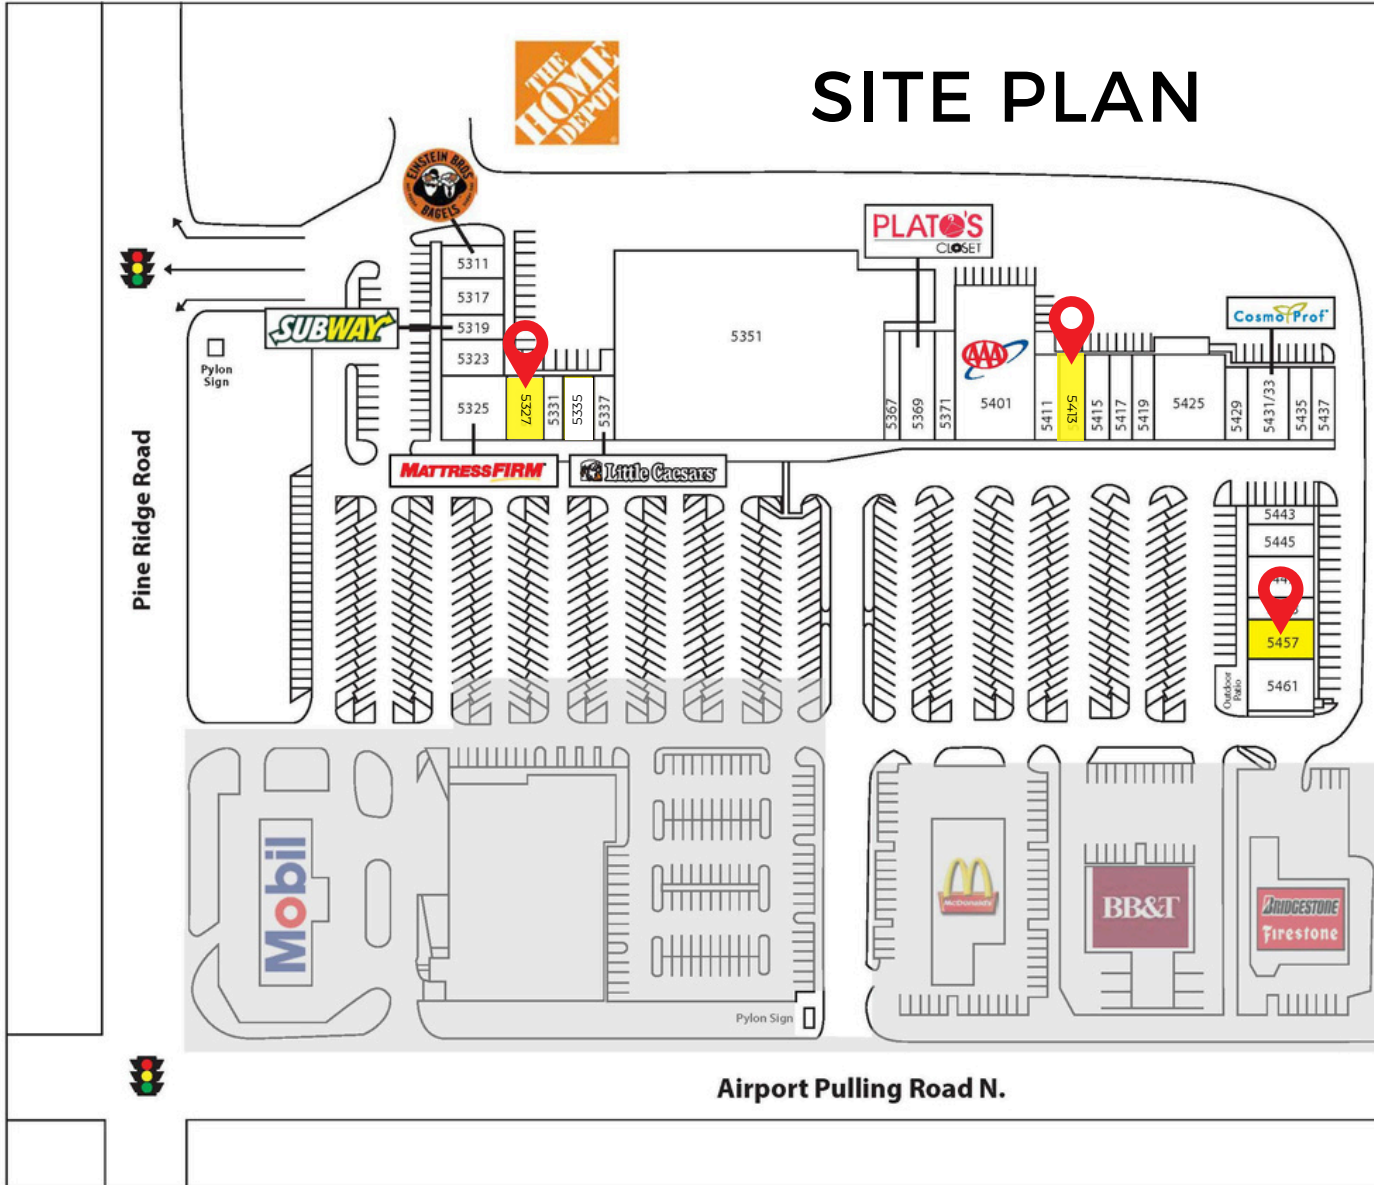 SITE PLAN
THE
HOME
DEPOT
EINSTEIN BROS
BAGELS
PLATO'S
CLOSET
5311
5317
SUBWAY
5319
5323
5325
5327
5331
5335
5337
5351
5367
5369
5371
AAA
5401
5411
5413
5415
5417
5419
5425
CosmoProf
5429
5431/33
5435
5437
MATTRESSFIRM
Little Caesars
Pylon
Sign
Pine Ridge Road
5443
5445
5457
5461
Outdoor
Patio
Mobil
McDonald's
BB&T
BRIDGESTONE
Firestone
Pylon Sign
Airport Pulling Road N.